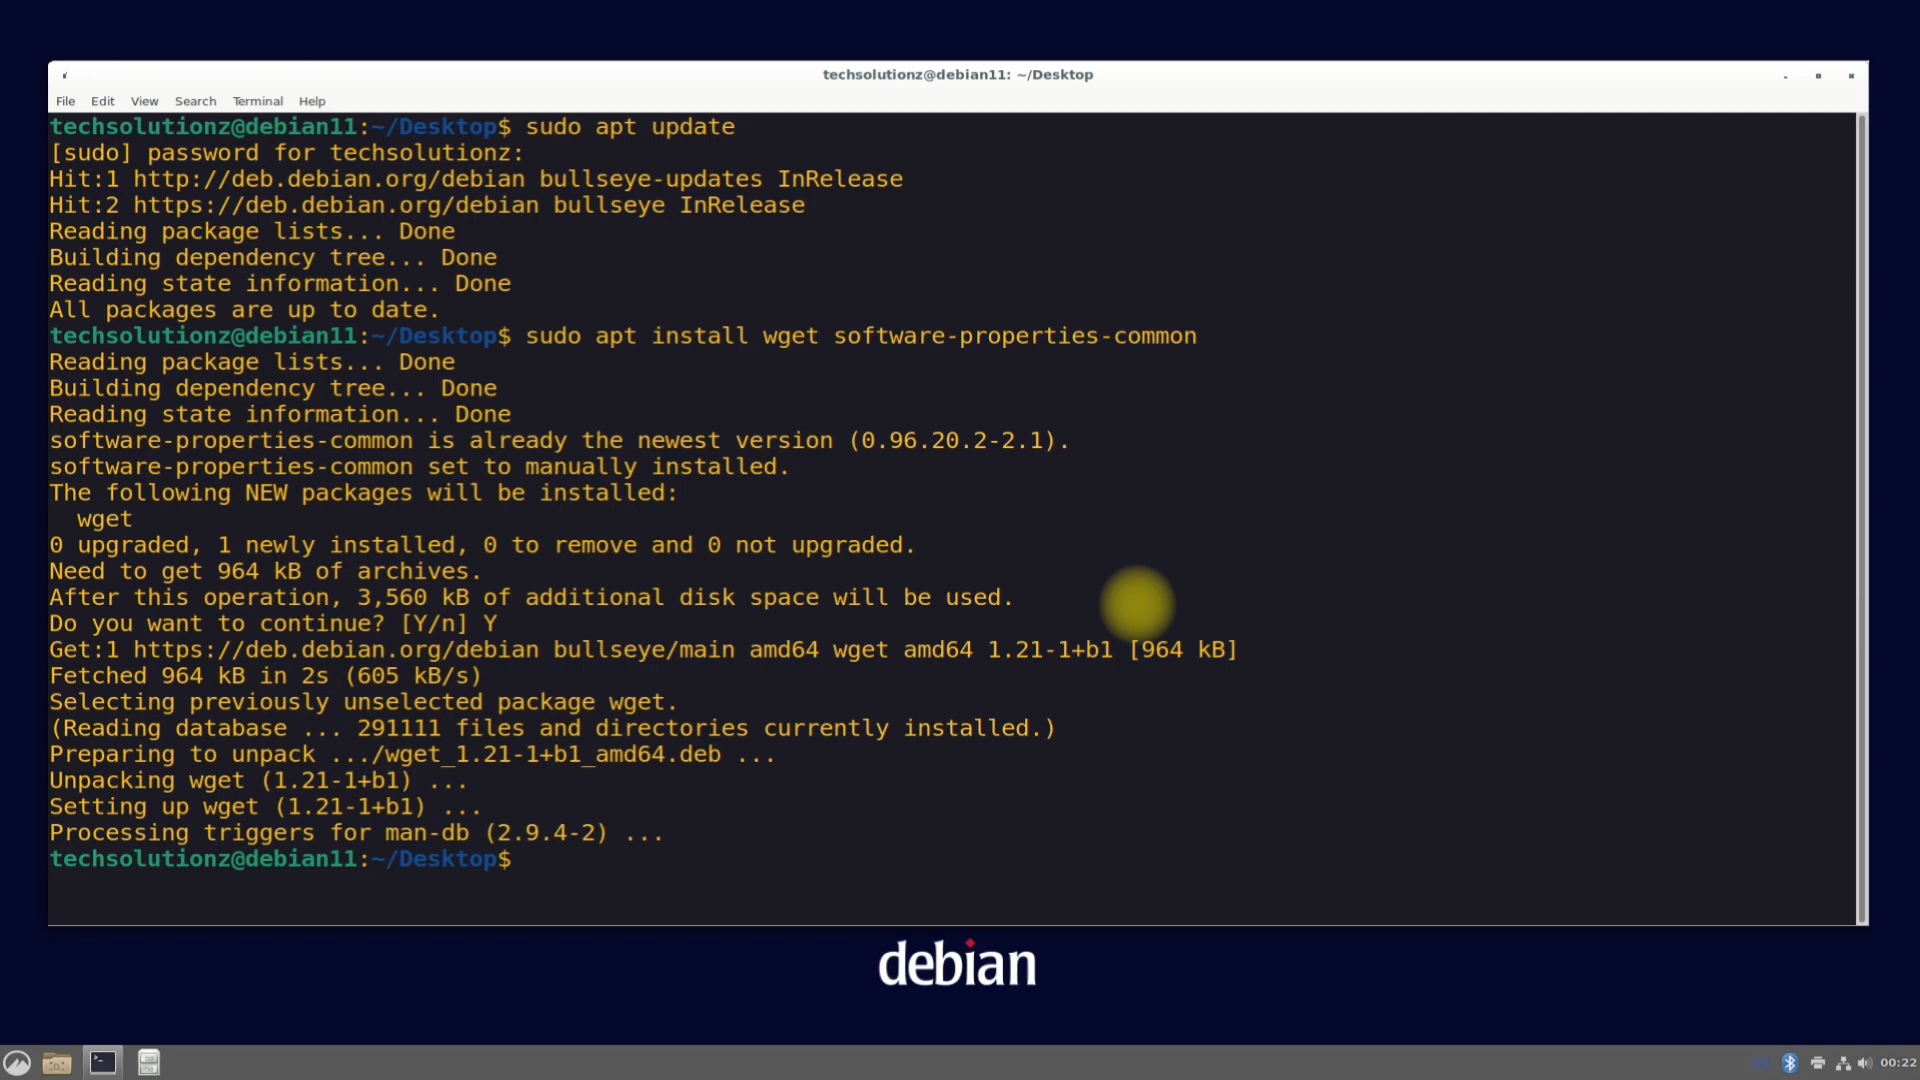 techsolutionz@debian11: ~/Desktop
File Edit View Search Terminal Help
techsolutionz@debian11:~/Desktop$ sudo apt update
[sudo] password for techsolutionz:
Hit:1 http://deb.debian.org/debian bullseye-updates InRelease
Hit:2 https://deb.debian.org/debian bullseye InRelease
Reading package lists... Done
Building dependency tree... Done
Reading state information... Done
All packages are up to date.
techsolutionz@debian11:~/Desktop$ sudo apt install wget software-properties-common
Reading package lists... Done
Building dependency tree... Done
Reading state information... Done
software-properties-common is already the newest version (0.96.20.2-2.1).
software-properties-common set to manually installed.
The following NEW packages will be installed:
  wget
0 upgraded, 1 newly installed, 0 to remove and 0 not upgraded.
Need to get 964 kB of archives.
After this operation, 3,560 kB of additional disk space will be used.
Do you want to continue? [Y/n] Y
Get:1 https://deb.debian.org/debian bullseye/main amd64 wget amd64 1.21-1+b1 [964 kB]
Fetched 964 kB in 2s (605 kB/s)
Selecting previously unselected package wget.
(Reading database ... 291111 files and directories currently installed.)
Preparing to unpack .../wget_1.21-1+b1_amd64.deb ...
Unpacking wget (1.21-1+b1) ...
Setting up wget (1.21-1+b1) ...
Processing triggers for man-db (2.9.4-2) ...
techsolutionz@debian11:~/Desktop$
debian
00:22